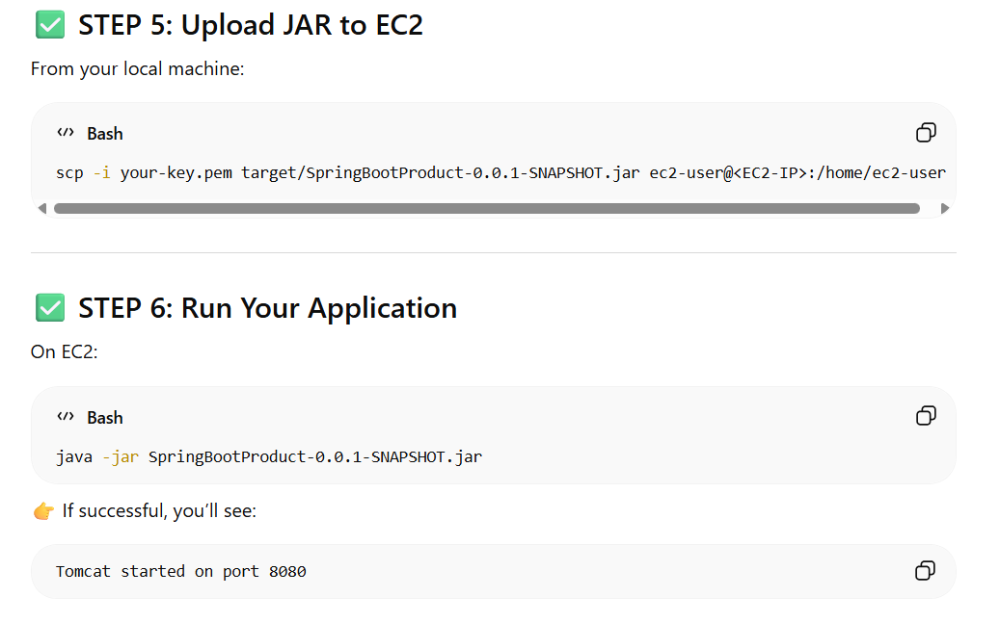 ✅ STEP 5: Upload JAR to EC2
From your local machine:
</> Bash
scp -i your-key.pem target/SpringBootProduct-0.0.1-SNAPSHOT.jar ec2-user@<EC2-IP>:/home/ec2-user
✅ STEP 6: Run Your Application
On EC2:
</> Bash
java -jar SpringBootProduct-0.0.1-SNAPSHOT.jar
👉 If successful, you’ll see:
Tomcat started on port 8080